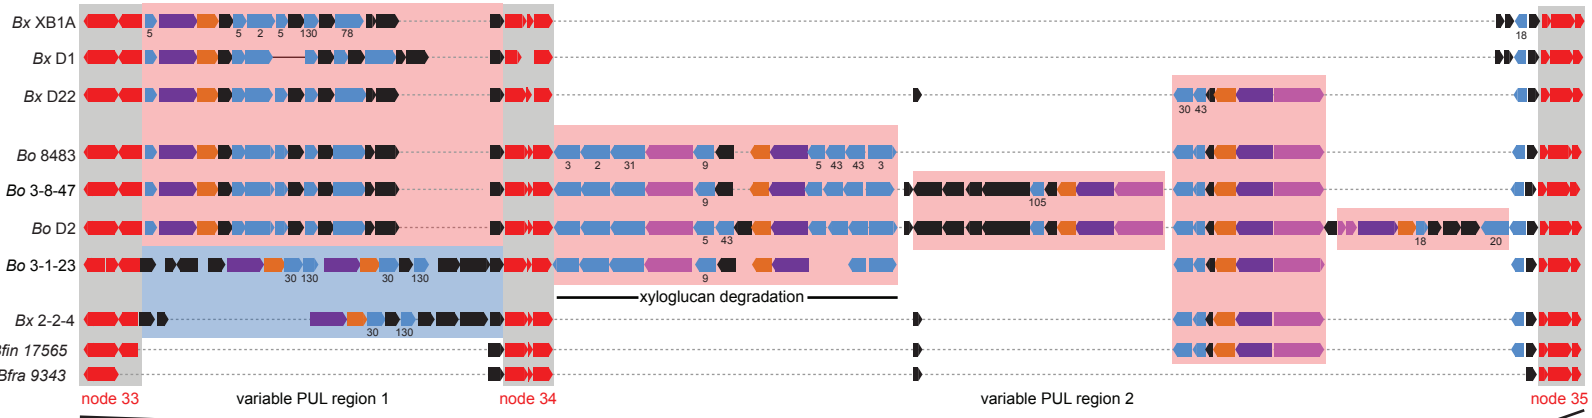 Bx XB1A
5 5 2 5 130 78 18
Bx D1
Bx D22
30 43
Bo 8483
3 2 31 9 5 43 43 3
Bo 3-8-47
9 105
Bo D2
5 43 18 20
Bo 3-1-23
30 130 30 130 9
xyloglucan degradation
Bx 2-2-4
30 130
fin 17565
Bfra 9343
node 33 variable PUL region 1 node 34 variable PUL region 2 node 35